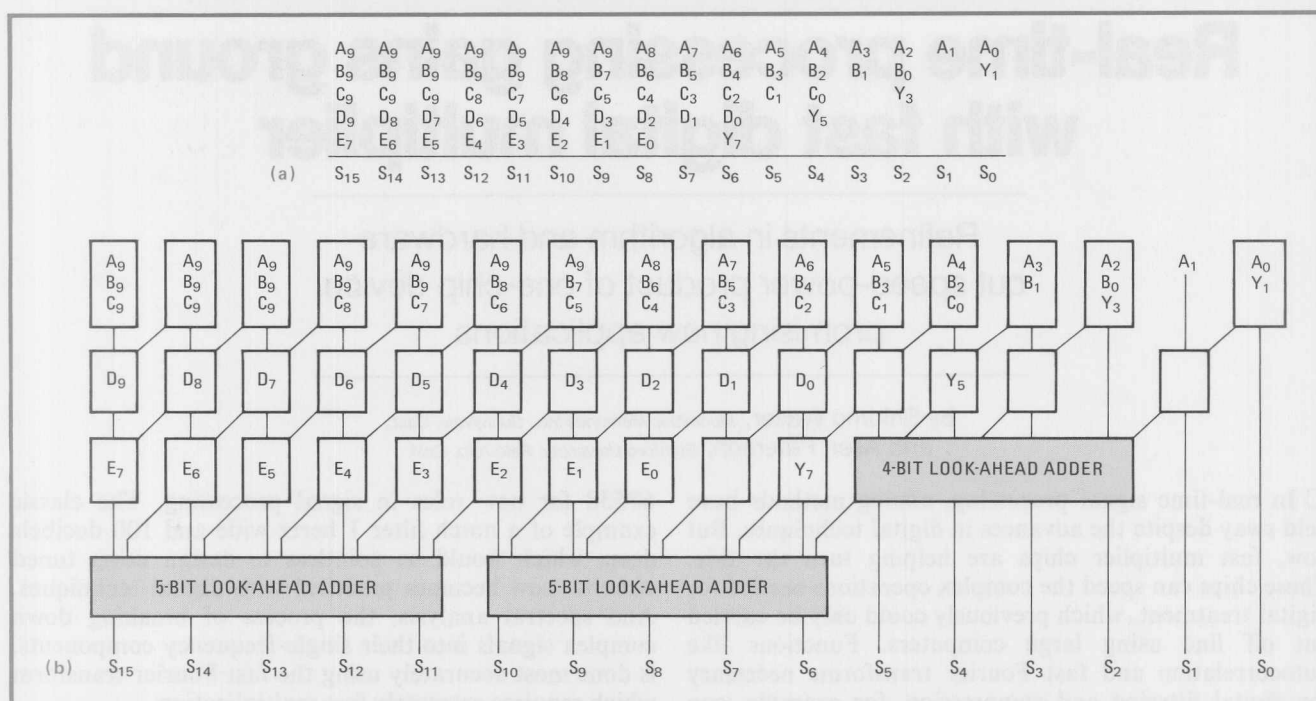 A₉ A₉ A₉ A₉ A₉ A₉ A₉ A₈ A₇ A₆ A₅ A₄ A₃ A₂ A₁ A₀
B₉ B₉ B₉ B₉ B₉ B₈ B₇ B₆ B₅ B₄ B₃ B₂ B₁ B₀ Y₁
C₉ C₉ C₉ C₈ C₇ C₆ C₅ C₄ C₃ C₂ C₁ C₀ Y₃
D₉ D₈ D₇ D₆ D₅ D₄ D₃ D₂ D₁ D₀ Y₅
E₇ E₆ E₅ E₄ E₃ E₂ E₁ E₀ Y₇
(a) S₁₅ S₁₄ S₁₃ S₁₂ S₁₁ S₁₀ S₉ S₈ S₇ S₆ S₅ S₄ S₃ S₂ S₁ S₀
A₉ A₉ A₉ A₉ A₉ A₉ A₉ A₈ A₇ A₆ A₅ A₄ A₃ A₂ A₁ A₀
B₉ B₉ B₉ B₉ B₉ B₈ B₇ B₆ B₅ B₄ B₃ B₂ B₁ B₀ Y₁
C₉ C₉ C₉ C₈ C₇ C₆ C₅ C₄ C₃ C₂ C₁ C₀ Y₃
D₉ D₈ D₇ D₆ D₅ D₄ D₃ D₂ D₁ D₀ Y₅
E₇ E₆ E₅ E₄ E₃ E₂ E₁ E₀ Y₇ 4-BIT LOOK-AHEAD ADDER
5-BIT LOOK-AHEAD ADDER 5-BIT LOOK-AHEAD ADDER
(b) S₁₅ S₁₄ S₁₃ S₁₂ S₁₁ S₁₀ S₉ S₈ S₇ S₆ S₅ S₄ S₃ S₂ S₁ S₀